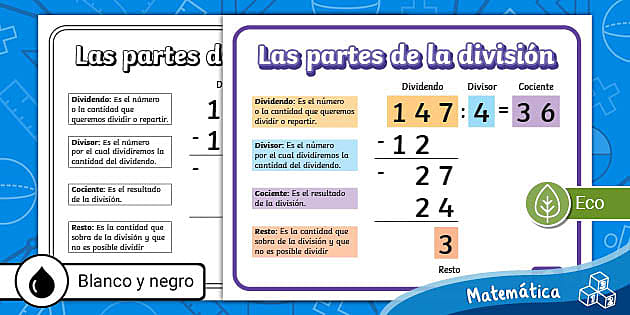 Las partes d
Dividendo: Es el número
o la cantidad que
queremos dividir o repartir.
Divisor: Es el número
por el cual dividiremos la
cantidad del dividendo.
Cociente: Es el resultado
de la división.
Resto: Es la cantidad que
sobra de la división y que
no es posible dividir
D
1
- 1
-
Las partes de la división
Dividendo Divisor Cociente
147 : 4 = 36
- 12
- 27
24
3
Resto
Dividendo: Es el número
o la cantidad que queremos
dividir o repartir.
Divisor: Es el número
por el cual dividiremos la
cantidad del dividendo.
Cociente: Es el resultado
de la división.
Resto: Es la cantidad que
sobra de la división y que
no es posible dividir
Eco
Blanco y negro
Matemática